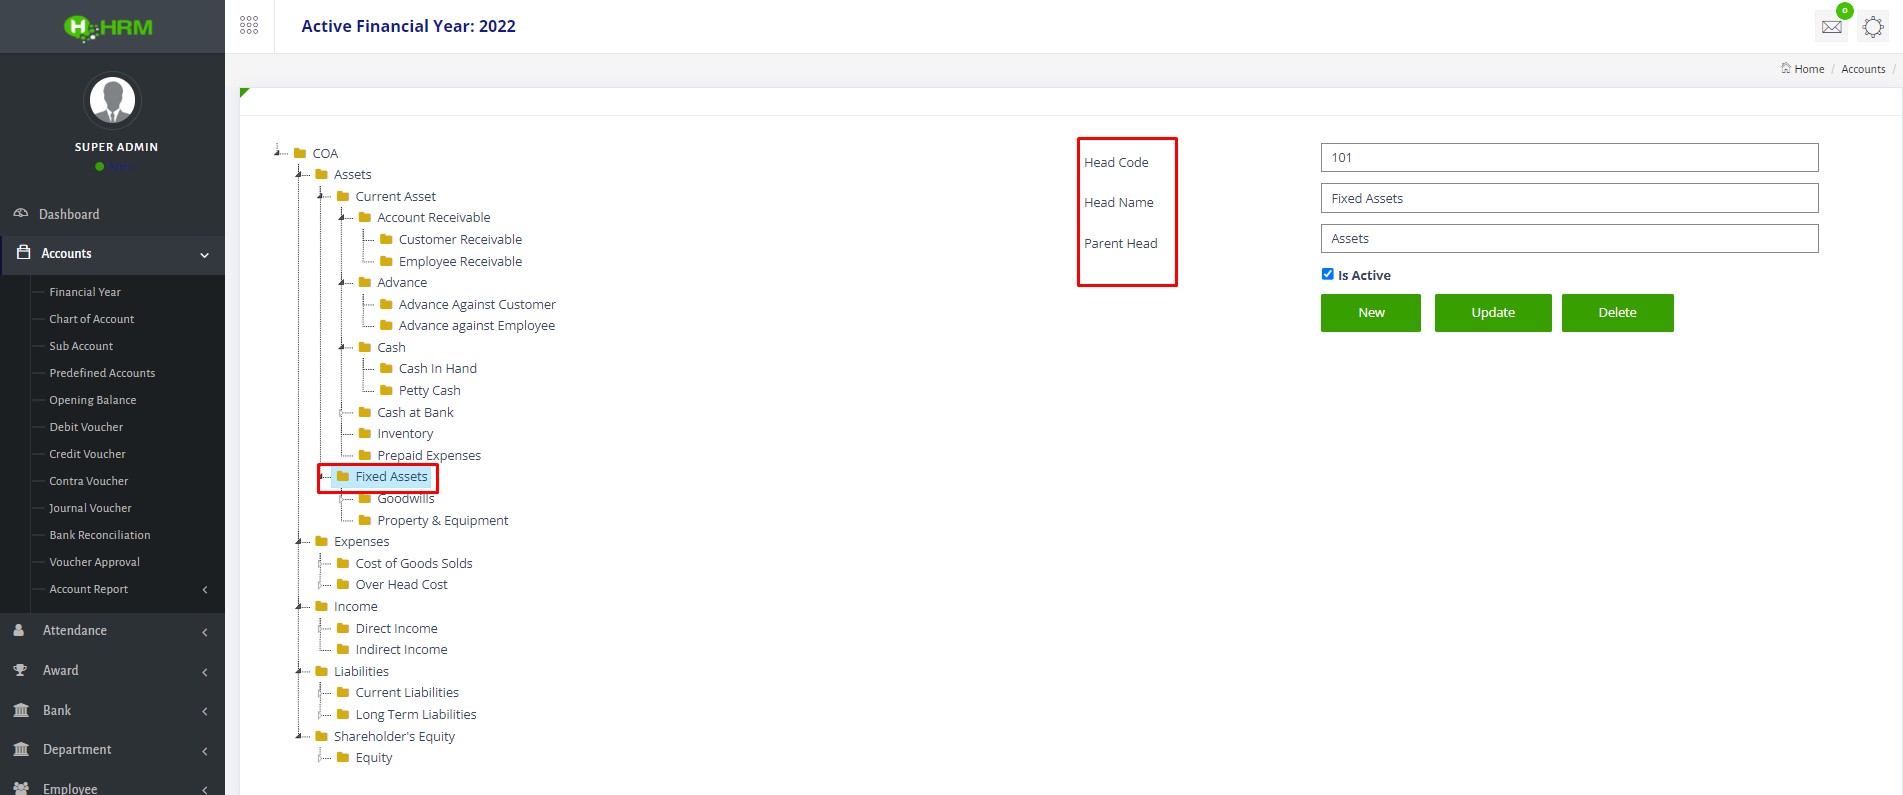 HRM
Active Financial Year: 2022
0
Home / Accounts /
SUPER ADMIN
Dashboard
Accounts
Financial Year
Chart of Account
Sub Account
Predefined Accounts
Opening Balance
Debit Voucher
Credit Voucher
Contra Voucher
Journal Voucher
Bank Reconciliation
Voucher Approval
Account Report
Attendance
Award
Bank
Department
Employee
COA
Assets
Current Asset
Account Receivable
Customer Receivable
Employee Receivable
Advance
Advance Against Customer
Advance against Employee
Cash
Cash In Hand
Petty Cash
Cash at Bank
Inventory
Prepaid Expenses
Fixed Assets
Goodwills
Property & Equipment
Expenses
Cost of Goods Solds
Over Head Cost
Income
Direct Income
Indirect Income
Liabilities
Current Liabilities
Long Term Liabilities
Shareholder's Equity
Equity
Head Code 101
Head Name Fixed Assets
Parent Head Assets
Is Active
New Update Delete